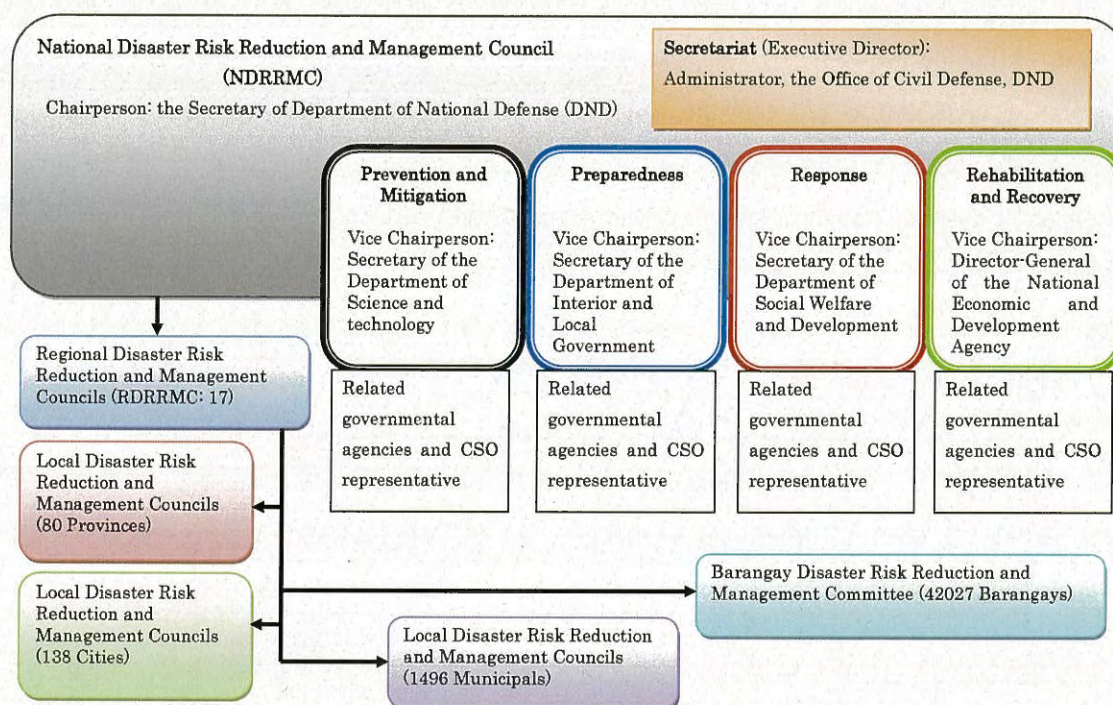 National Disaster Risk Reduction and Management Council
(NDRRMC)
Chairperson: the Secretary of Department of National Defense (DND)
Secretariat (Executive Director):
Administrator, the Office of Civil Defense, DND
Prevention and
Mitigation
Vice Chairperson:
Secretary of the
Department of
Science and
technology
Preparedness
Vice Chairperson:
Secretary of the
Department of
Interior and
Local
Government
Response
Vice Chairperson:
Secretary of the
Department of
Social Welfare
and Development
Rehabilitation
and Recovery
Vice Chairperson:
Director-General
of the National
Economic and
Development
Agency
Related
governmental
agencies and CSO
representative
Related
governmental
agencies and CSO
representative
Related
governmental
agencies and CSO
representative
Related
governmental
agencies and CSO
representative
Regional Disaster Risk
Reduction and Management
Councils (RDRRMC: 17)
Local Disaster Risk
Reduction and
Management Councils
(80 Provinces)
Local Disaster Risk
Reduction and
Management Councils
(138 Cities)
Local Disaster Risk Reduction
and Management Councils
(1496 Municipals)
Barangay Disaster Risk Reduction and
Management Committee (42027 Barangays)